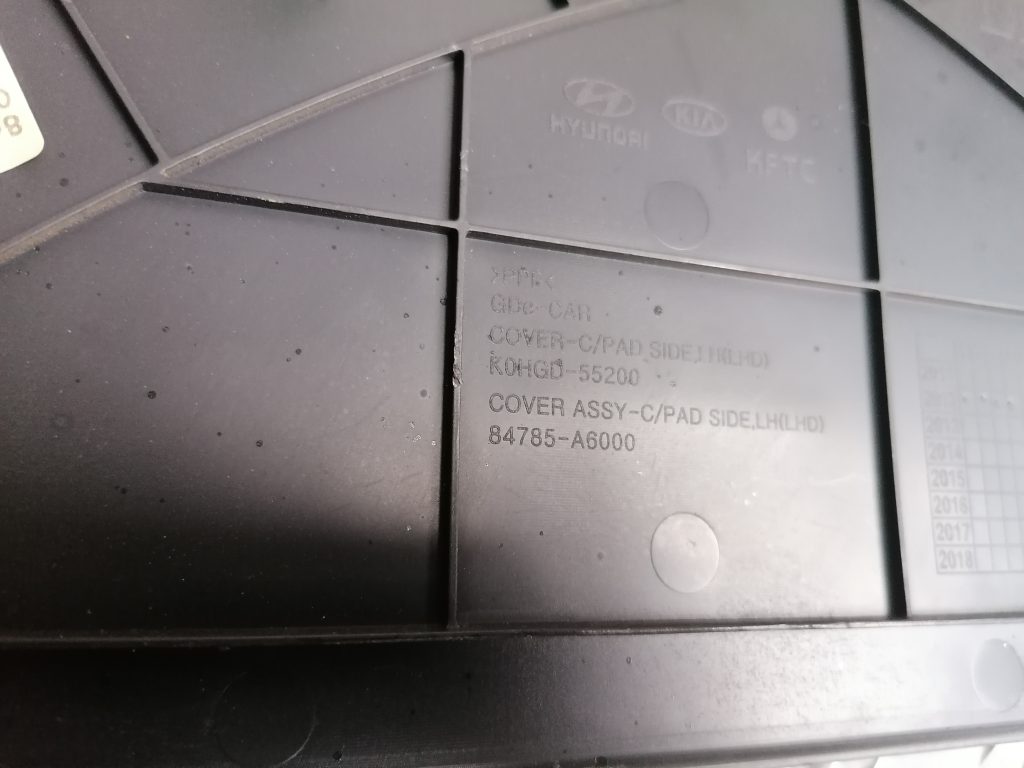 HYUNDAI
KIA
KFTC
>PP<
GDe-CAR
COVER-C/PAD SIDE,LH(LHD)
K0HGD-55200
COVER ASSY-C/PAD SIDE,LH(LHD)
84785-A6000
2012
2014
2015
2016
2017
2018